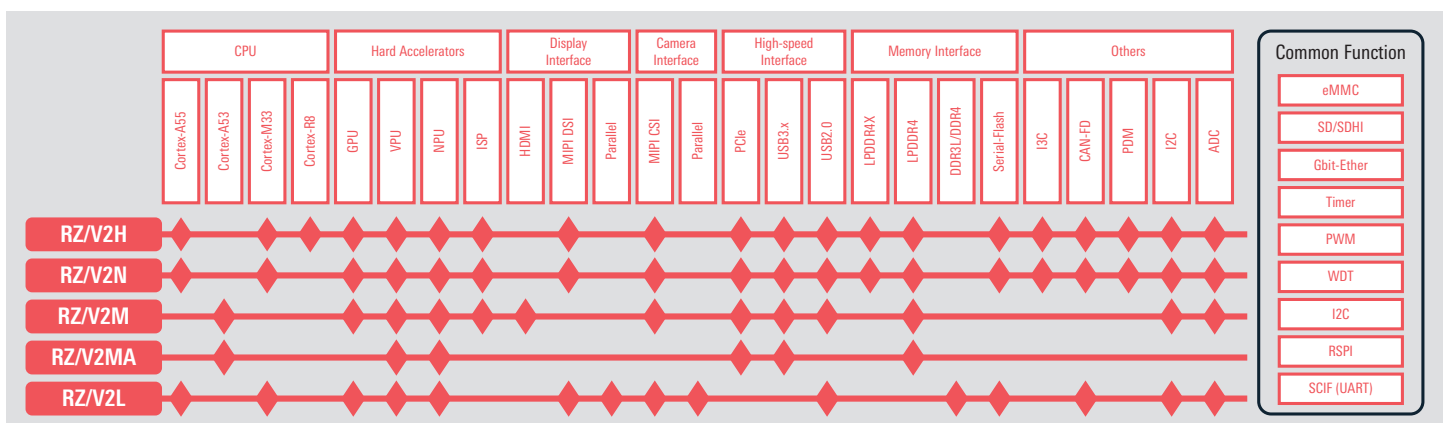 CPU
Hard Accelerators
Display
Interface
Camera
Interface
High-speed
Interface
Memory Interface
Others
Common Function
Cortex-A55
Cortex-A53
Cortex-M33
Cortex-R8
GPU
VPU
NPU
ISP
HDMI
MIPI DSI
Parallel
MIPI CSI
Parallel
PCIe
USB3.x
USB2.0
LPDDR4X
LPDDR4
DDR3L/DDR4
Serial-Flash
I3C
CAN-FD
PDM
I2C
ADC
RZ/V2H
RZ/V2N
RZ/V2M
RZ/V2MA
RZ/V2L
eMMC
SD/SDHI
Gbit-Ether
Timer
PWM
WDT
I2C
RSPI
SCIF (UART)